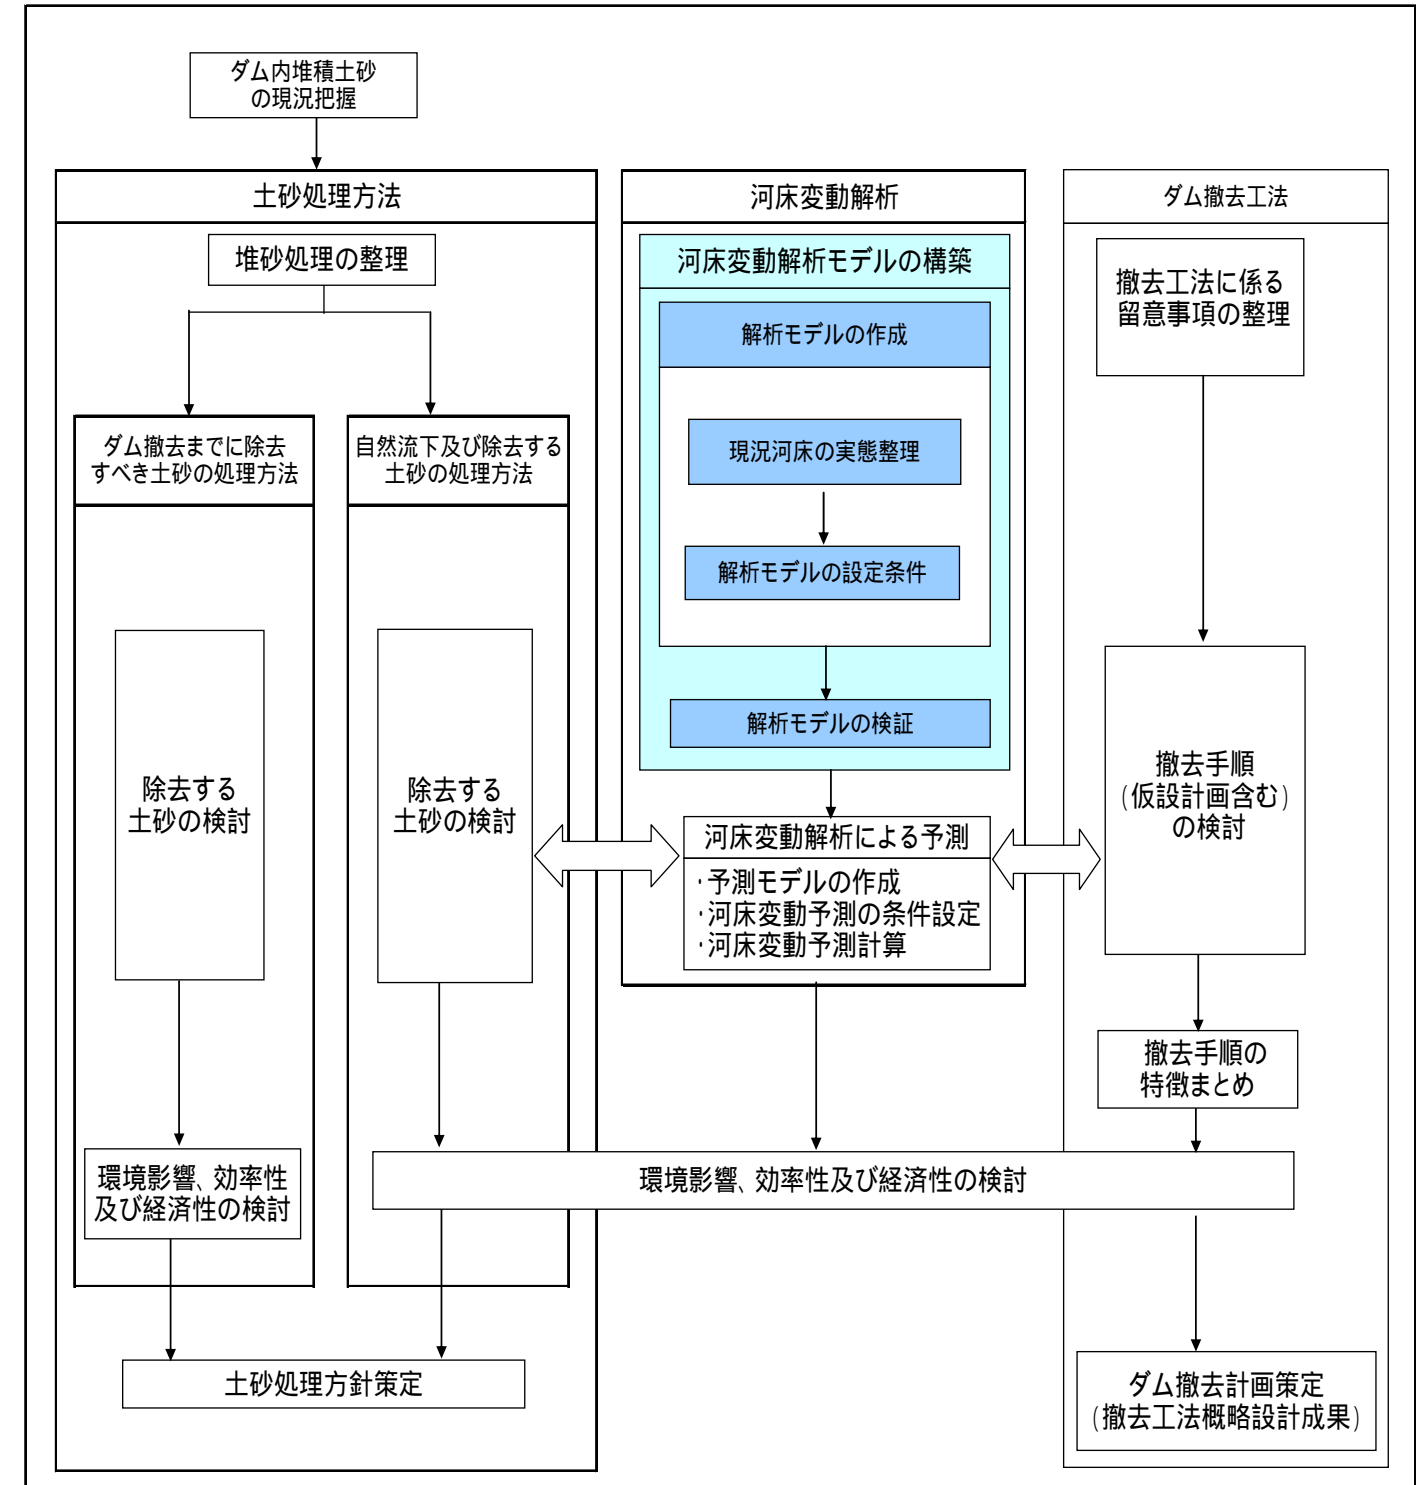 ダム内堆積土砂
の現況把握
土砂処理方法
堆砂処理の整理
ダム撤去までに除去
すべき土砂の処理方法
自然流下及び除去する
土砂の処理方法
除去する
土砂の検討
除去する
土砂の検討
環境影響、効率性
及び経済性の検討
土砂処理方針策定
河床変動解析
河床変動解析モデルの構築
解析モデルの作成
現況河床の実態整理
解析モデルの設定条件
解析モデルの検証
河床変動解析による予測
・予測モデルの作成
・河床変動予測の条件設定
・河床変動予測計算
環境影響、効率性及び経済性の検討
ダム撤去工法
撤去工法に係る
留意事項の整理
撤去手順
(仮設計画含む)
の検討
撤去手順の
特徴まとめ
ダム撤去計画策定
(撤去工法概略設計成果)